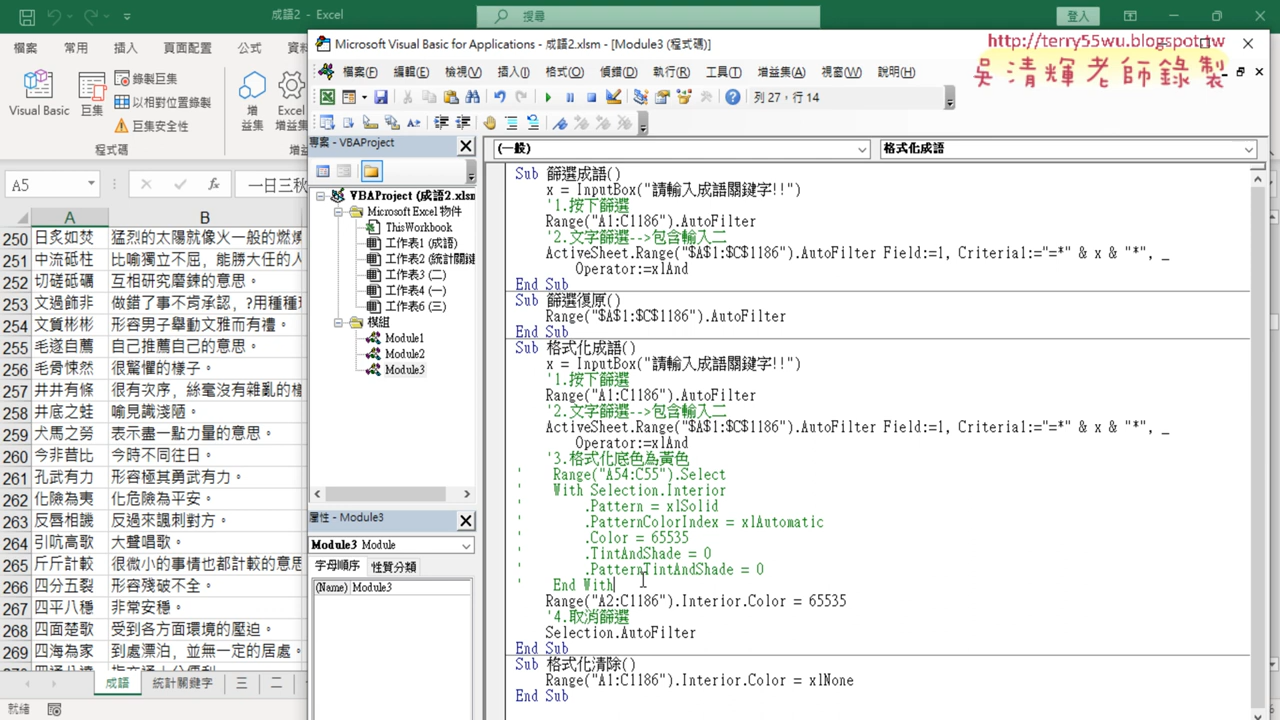 成語2 - Excel
搜尋
登入
檔案 常用 插入 頁面配置 公式
Visual Basic
巨集
錄製巨集
以相對位置錄製
巨集安全性
程式碼
增益集
Excel
增益集
A5
一日三秋
A B
250 日炙如焚 猛烈的太陽就像火一般的燃燒
251 中流砥柱 比喻獨立不屈，能勝大任的人
252 切磋砥礪 互相研究磨鍊的意思。
253 文過飾非 做錯了事不肯承認，?用種種理
254 文質彬彬 形容男子舉動文雅而有禮。
255 毛遂自薦 自己推薦自己的意思。
256 毛骨悚然 很驚懼的樣子。
257 井井有條 很有次序，絲毫沒有雜亂的樣
258 井底之蛙 喻見識淺陋。
259 犬馬之勞 表示盡一點力量的意思。
260 今非昔比 今時不同往日。
261 孔武有力 形容極其勇武有力。
262 化險為夷 化危險為平安。
263 反唇相譏 反過來諷刺對方。
264 引吭高歌 大聲唱歌。
265 斤斤計較 很微小的事情也都計較的意思
266 四分五裂 形容殘破不全。
267 四平八穩 非常安穩。
268 四面楚歌 受到各方面環境的壓迫。
269 四海為家 到處漂泊，並無一定的居處。
成語 統計關鍵字 三 二
就緒
Microsoft Visual Basic for Applications - 成語2.xlsm - [Module3 (程式碼)]
http://terry55wu.blogspot.tw
吳清輝老師錄製
檔案(F) 編輯(E) 檢視(V) 插入(I) 格式(O) 偵錯(D) 執行(R) 工具(T) 增益集(A) 視窗(W) 說明(H)
列 27，行 14
專案 - VBAProject
VBAProject (成語2.xlsm
Microsoft Excel 物件
ThisWorkbook
工作表1 (成語)
工作表2 (統計關鍵
工作表3 (二)
工作表4 (一)
工作表6 (三)
模組
Module1
Module2
Module3
屬性 - Module3
Module3 Module
字母順序 性質分類
(Name) Module3
(一般) 格式化成語
Sub 篩選成語()
x = InputBox("請輸入成語關鍵字!!")
'1.按下篩選
Range("A1:C1186").AutoFilter
'2.文字篩選-->包含輸入二
ActiveSheet.Range("$A$1:$C$1186").AutoFilter Field:=1, Criteria1:="=*" & x & "*", _
Operator:=xlAnd
End Sub
Sub 篩選復原()
Range("$A$1:$C$1186").AutoFilter
End Sub
Sub 格式化成語()
x = InputBox("請輸入成語關鍵字!!")
'1.按下篩選
Range("A1:C1186").AutoFilter
'2.文字篩選-->包含輸入二
ActiveSheet.Range("$A$1:$C$1186").AutoFilter Field:=1, Criteria1:="=*" & x & "*", _
Operator:=xlAnd
'3.格式化底色為黃色
' Range("A54:C55").Select
' With Selection.Interior
' .Pattern = xlSolid
' .PatternColorIndex = xlAutomatic
' .Color = 65535
' .TintAndShade = 0
' .PatternTintAndShade = 0
' End With
Range("A2:C1186").Interior.Color = 65535
'4.取消篩選
Selection.AutoFilter
End Sub
Sub 格式化清除()
Range("A1:C1186").Interior.Color = xlNone
End Sub